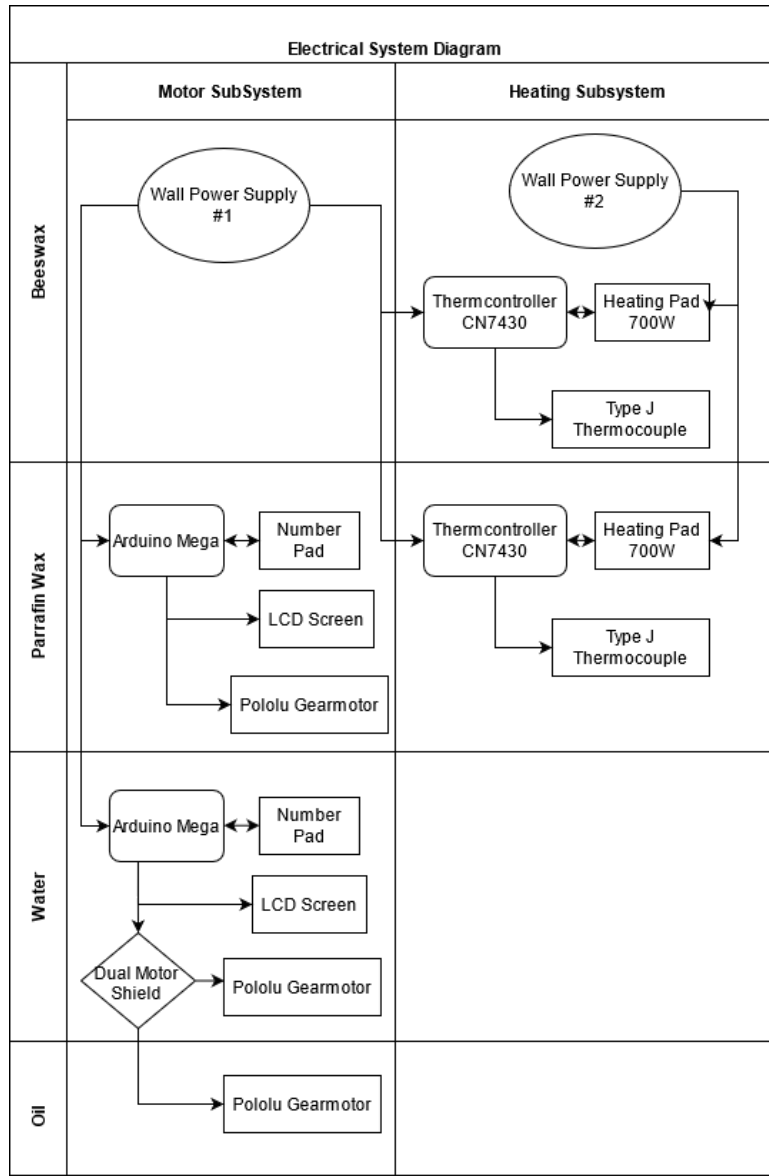 Electrical System Diagram
Motor SubSystem
Heating Subsystem
Beeswax
Wall Power Supply
#1
Wall Power Supply
#2
Thermcontroller
CN7430
Heating Pad
700W
Type J
Thermocouple
Parrafin Wax
Arduino Mega
Number
Pad
LCD Screen
Pololu Gearmotor
Thermcontroller
CN7430
Heating Pad
700W
Type J
Thermocouple
Water
Arduino Mega
Number
Pad
LCD Screen
Dual Motor
Shield
Pololu Gearmotor
Oil
Pololu Gearmotor